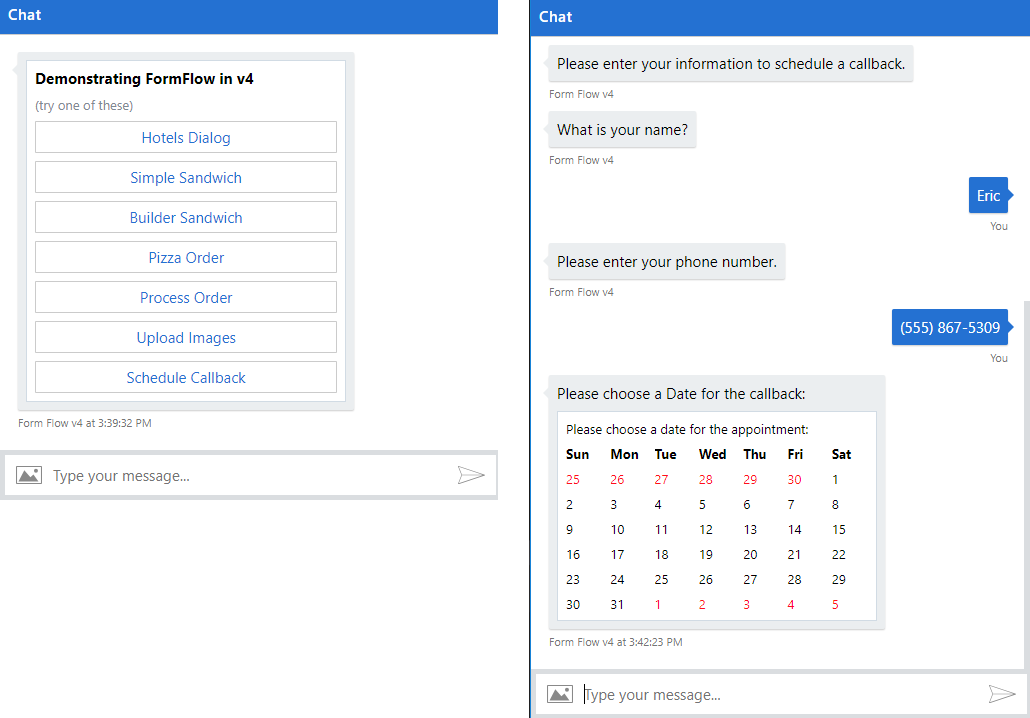 Chat
Demonstrating FormFlow in v4
(try one of these)
Hotels Dialog
Simple Sandwich
Builder Sandwich
Pizza Order
Process Order
Upload Images
Schedule Callback
Form Flow v4 at 3:39:32 PM
Type your message...
Chat
Please enter your information to schedule a callback.
Form Flow v4
What is your name?
Form Flow v4
Eric
You
Please enter your phone number.
Form Flow v4
(555) 867-5309
You
Please choose a Date for the callback:
Please choose a date for the appointment:
Sun Mon Tue Wed Thu Fri Sat
25 26 27 28 29 30 1
2 3 4 5 6 7 8
9 10 11 12 13 14 15
16 17 18 19 20 21 22
23 24 25 26 27 28 29
30 31 1 2 3 4 5
Form Flow v4 at 3:42:23 PM
Type your message...